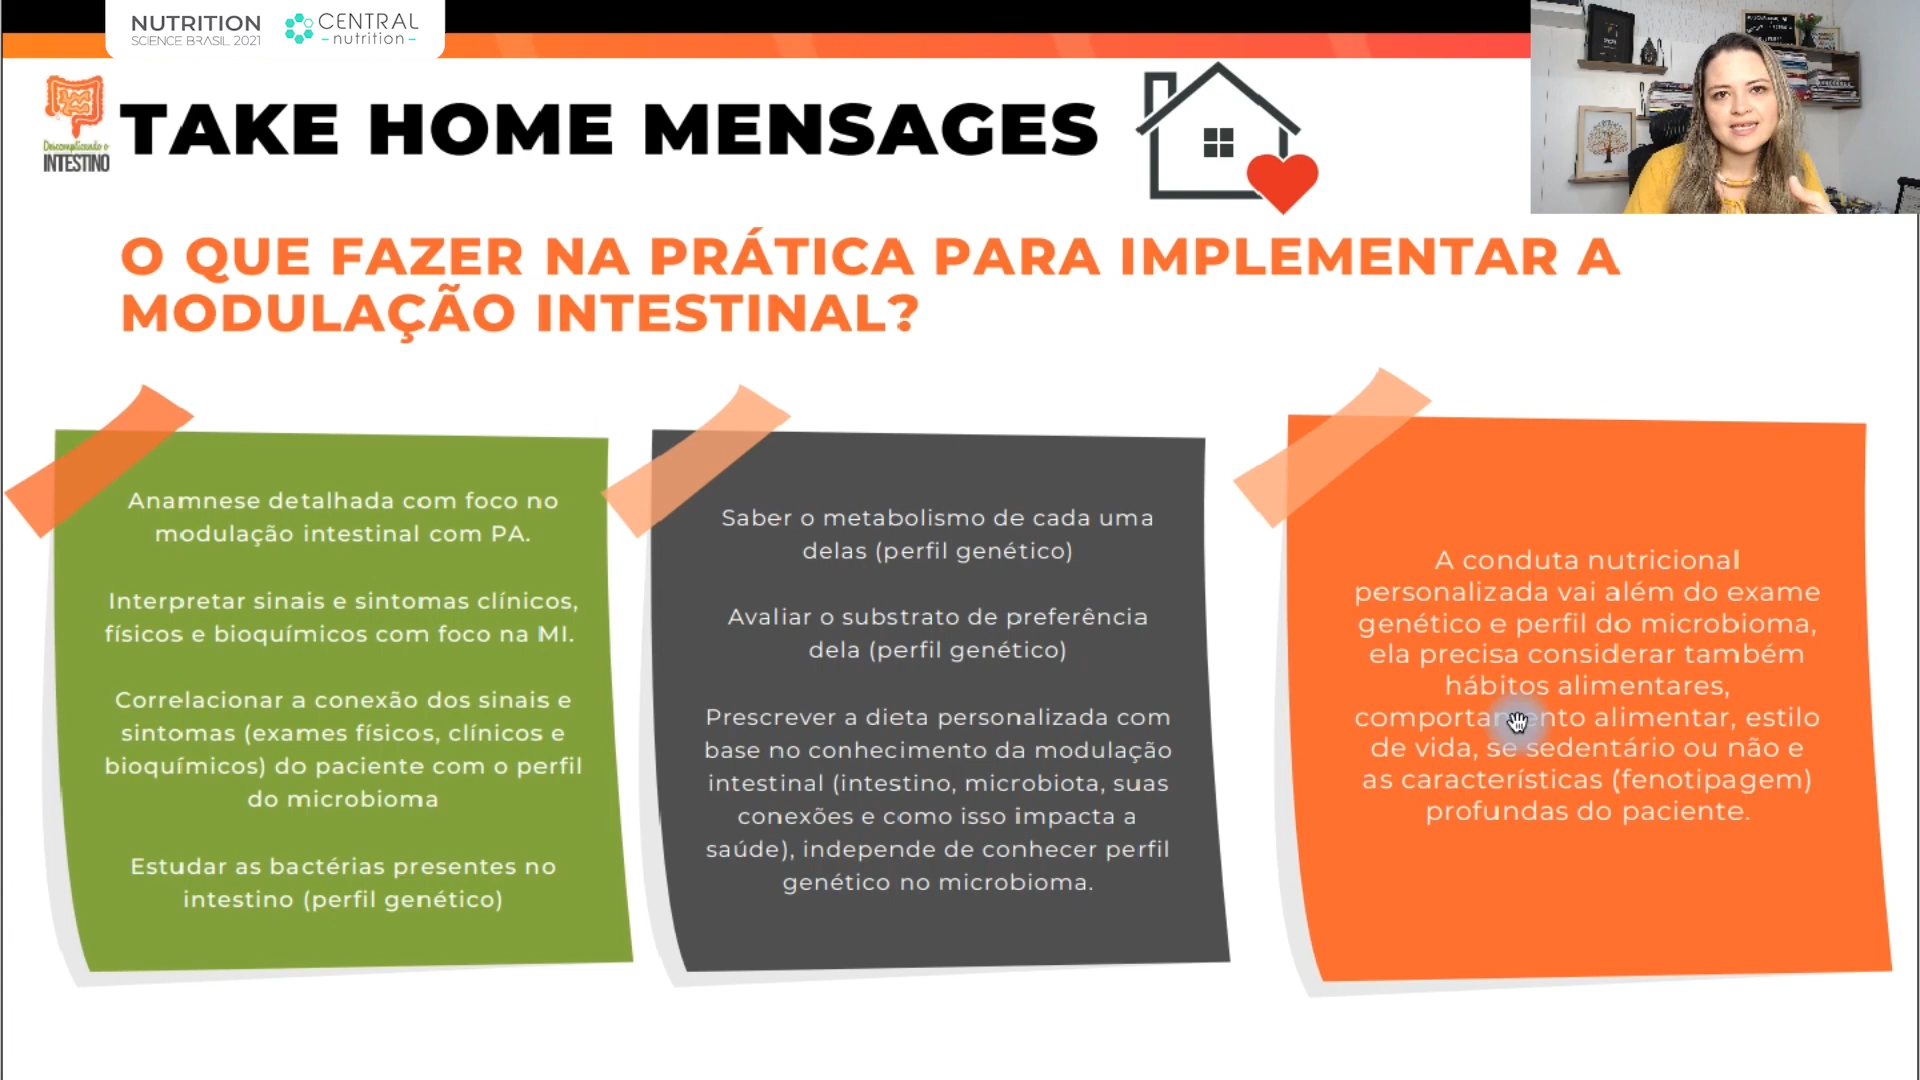 NUTRITION
SCIENCE BRASIL 2021
CENTRAL
nutrition
Descomplicando o
INTESTINO
TAKE HOME MENSAGES
O QUE FAZER NA PRÁTICA PARA IMPLEMENTAR A
MODULAÇÃO INTESTINAL?
Anamnese detalhada com foco no
modulação intestinal com PA.
Interpretar sinais e sintomas clínicos,
físicos e bioquímicos com foco na MI.
Correlacionar a conexão dos sinais e
sintomas (exames físicos, clínicos e
bioquímicos) do paciente com o perfil
do microbioma
Estudar as bactérias presentes no
intestino (perfil genético)
Saber o metabolismo de cada uma
delas (perfil genético)
Avaliar o substrato de preferência
dela (perfil genético)
Prescrever a dieta personalizada com
base no conhecimento da modulação
intestinal (intestino, microbiota, suas
conexões e como isso impacta a
saúde), independe de conhecer perfil
genético no microbioma.
A conduta nutricional
personalizada vai além do exame
genético e perfil do microbioma,
ela precisa considerar também
hábitos alimentares,
comportamento alimentar, estilo
de vida, se sedentário ou não e
as características (fenotipagem)
profundas do paciente.